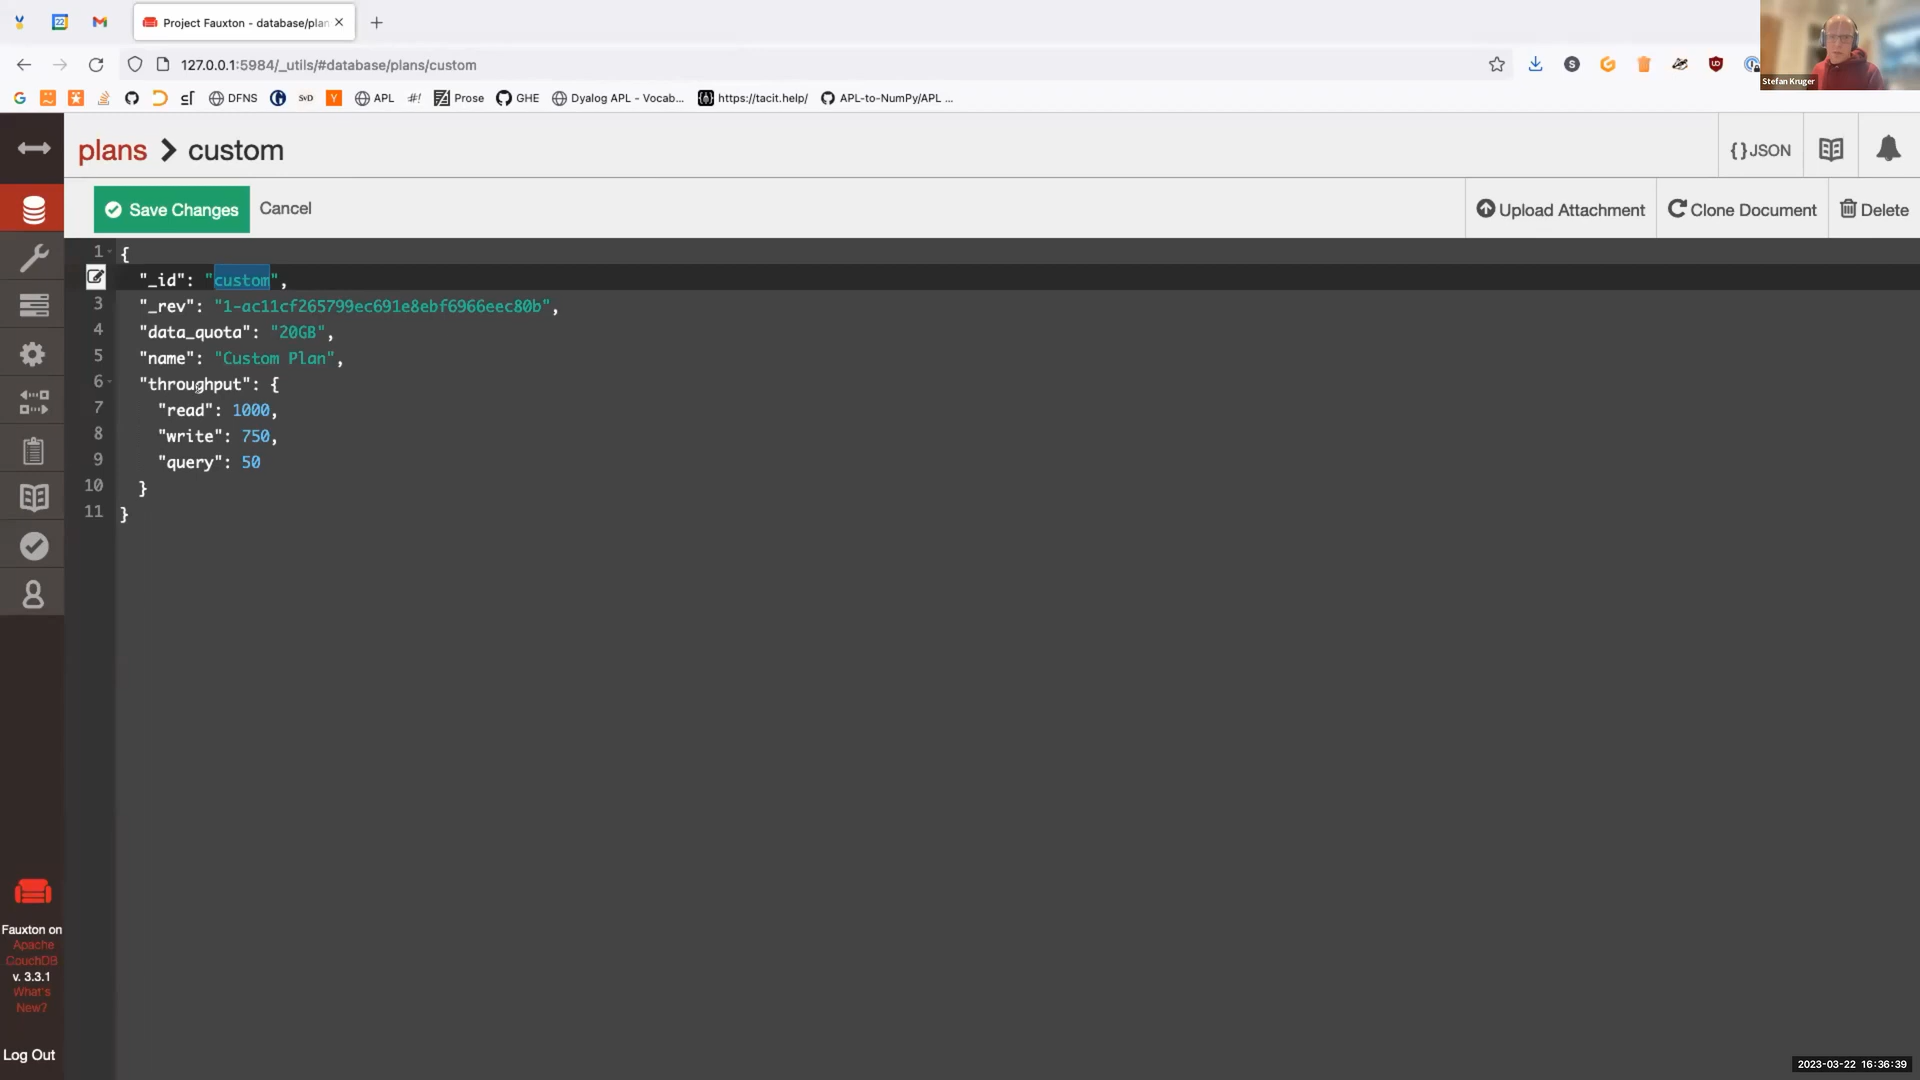 22
Project Fauxton - database/plan
127.0.0.1:5984/_utils/#database/plans/custom
DFNS
SVD
Y
APL
#!
Prose
GHE
Dyalog APL - Vocab...
https://tacit.help/
APL-to-NumPy/APL ...
Stefan Kruger
plans
custom
{} JSON
Save Changes
Cancel
Upload Attachment
Clone Document
Delete
1 {
"_id": "custom",
3 "_rev": "1-ac11cf265799ec691e8ebf6966eec80b",
4 "data_quota": "20GB",
5 "name": "Custom Plan",
6 "throughput": {
7 "read": 1000,
8 "write": 750,
9 "query": 50
10 }
11 }
Fauxton on
Apache
CouchDB
v. 3.3.1
What's
New?
Log Out
2023-03-22 16:36:39